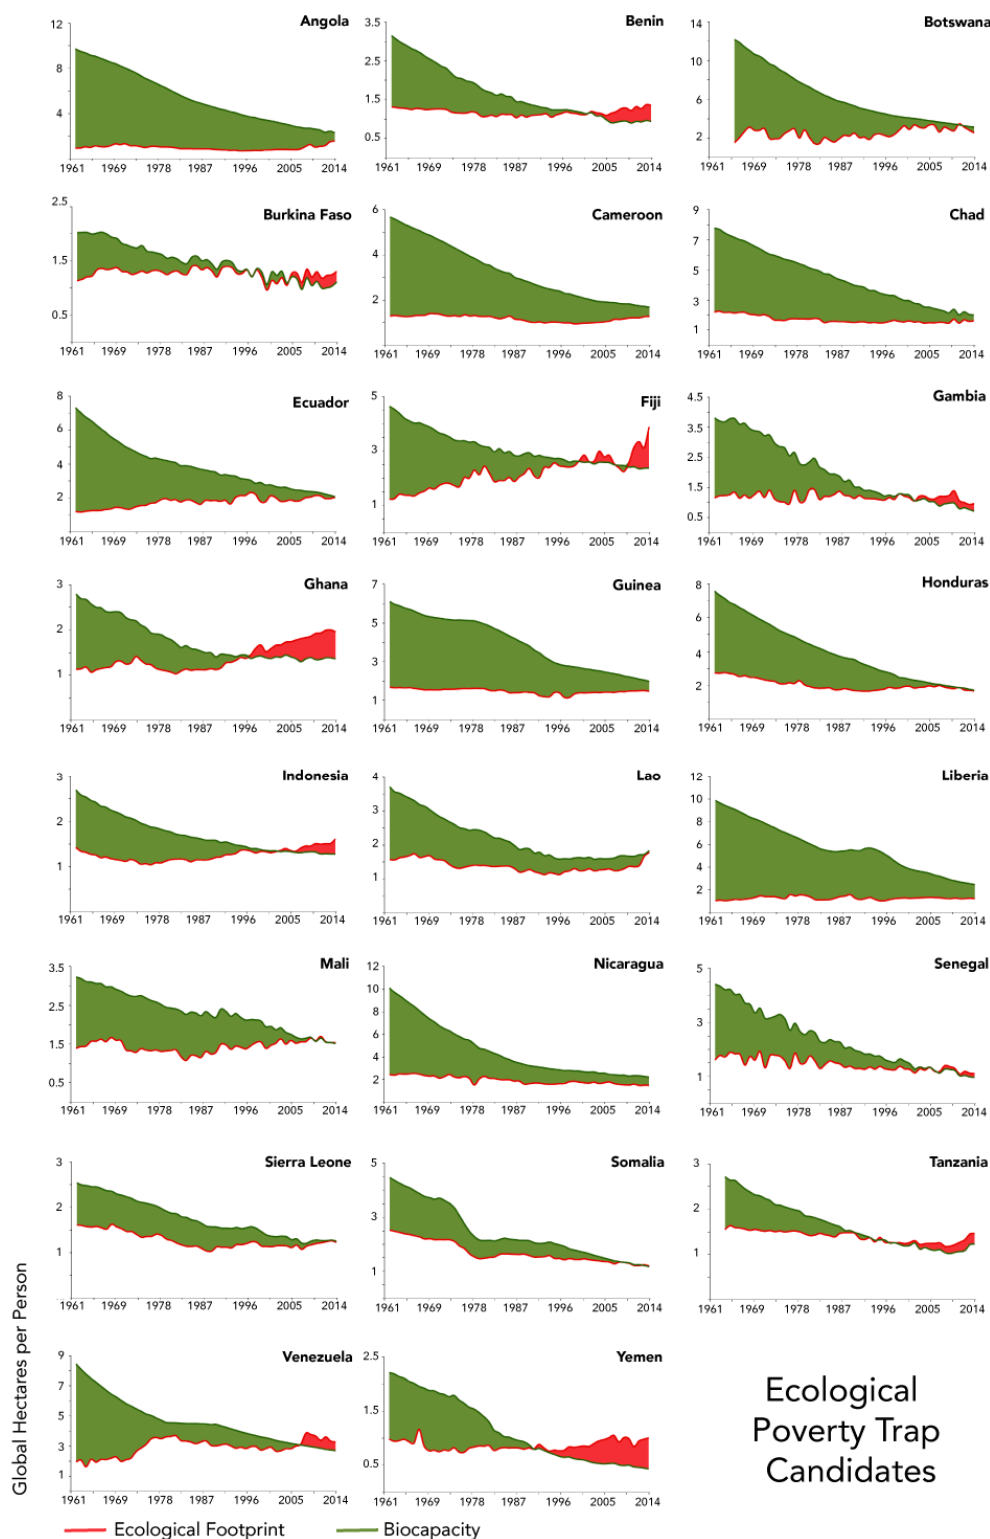 Angola
12
8
4
1961 1969 1978 1987 1996 2005 2014
Benin
3.5
2.5
1.5
0.5
1961 1969 1978 1987 1996 2005 2014
Botswana
14
10
6
2
1961 1969 1978 1987 1996 2005 2014
Burkina Faso
2.5
1.5
0.5
1961 1969 1978 1987 1996 2005 2014
Cameroon
6
4
2
1961 1969 1978 1987 1996 2005 2014
Chad
9
7
5
3
1
1961 1969 1978 1987 1996 2005 2014
Ecuador
8
6
4
2
1961 1969 1978 1987 1996 2005 2014
Fiji
5
3
1
1961 1969 1978 1987 1996 2005 2014
Gambia
4.5
3.5
2.5
1.5
0.5
1961 1969 1978 1987 1996 2005 2014
Ghana
3
2
1
1961 1969 1978 1987 1996 2005 2014
Guinea
7
5
3
1
1961 1969 1978 1987 1996 2005 2014
Honduras
8
6
4
2
1961 1969 1978 1987 1996 2005 2014
Indonesia
3
2
1
1961 1969 1978 1987 1996 2005 2014
Lao
4
3
2
1
1961 1969 1978 1987 1996 2005 2014
Liberia
12
10
8
6
4
2
1961 1969 1978 1987 1996 2005 2014
Mali
3.5
2.5
1.5
0.5
1961 1969 1978 1987 1996 2005 2014
Nicaragua
12
10
8
6
4
2
1961 1969 1978 1987 1996 2005 2014
Senegal
5
3
1
1961 1969 1978 1987 1996 2005 2014
Sierra Leone
3
2
1
1961 1969 1978 1987 1996 2005 2014
Somalia
5
3
1
1961 1969 1978 1987 1996 2005 2014
Tanzania
3
2
1
1961 1969 1978 1987 1996 2005 2014
Venezuela
9
7
5
3
1
1961 1969 1978 1987 1996 2005 2014
Yemen
2.5
1.5
0.5
1961 1969 1978 1987 1996 2005 2014
Global Hectares per Person
Ecological
Poverty Trap
Candidates
Ecological Footprint
Biocapacity